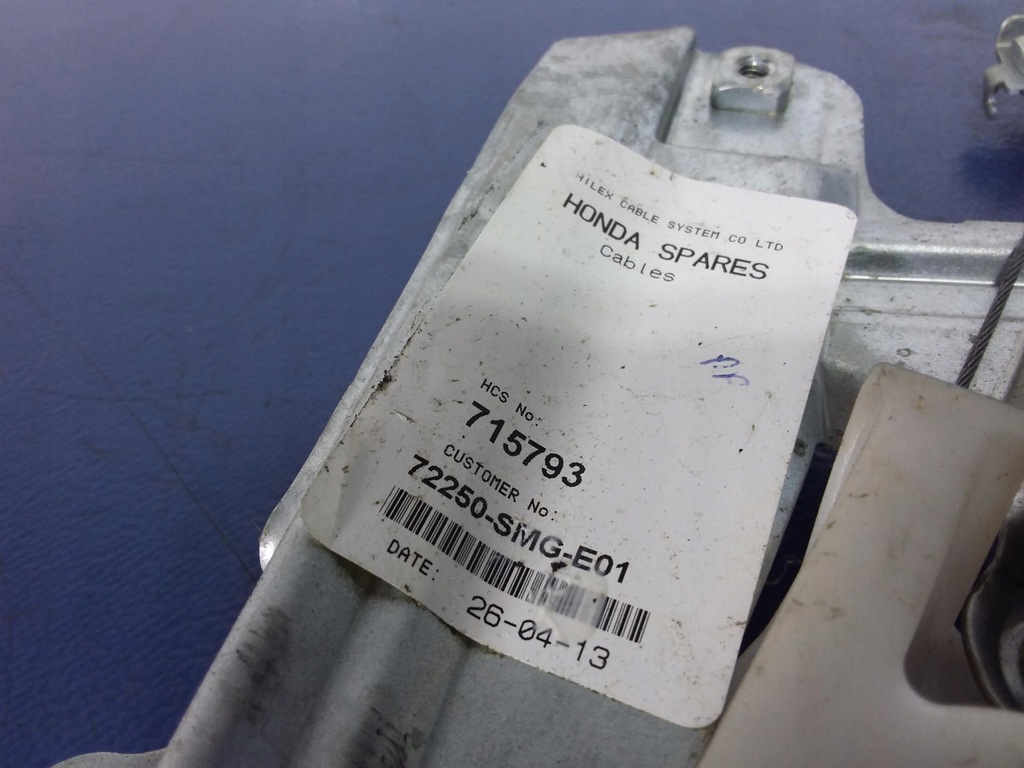 HILEX CABLE SYSTEM CO LTD
HONDA SPARES
Cables
HCS No:
715793
CUSTOMER No:
72250-SMG-E01
DATE:
26-04-13